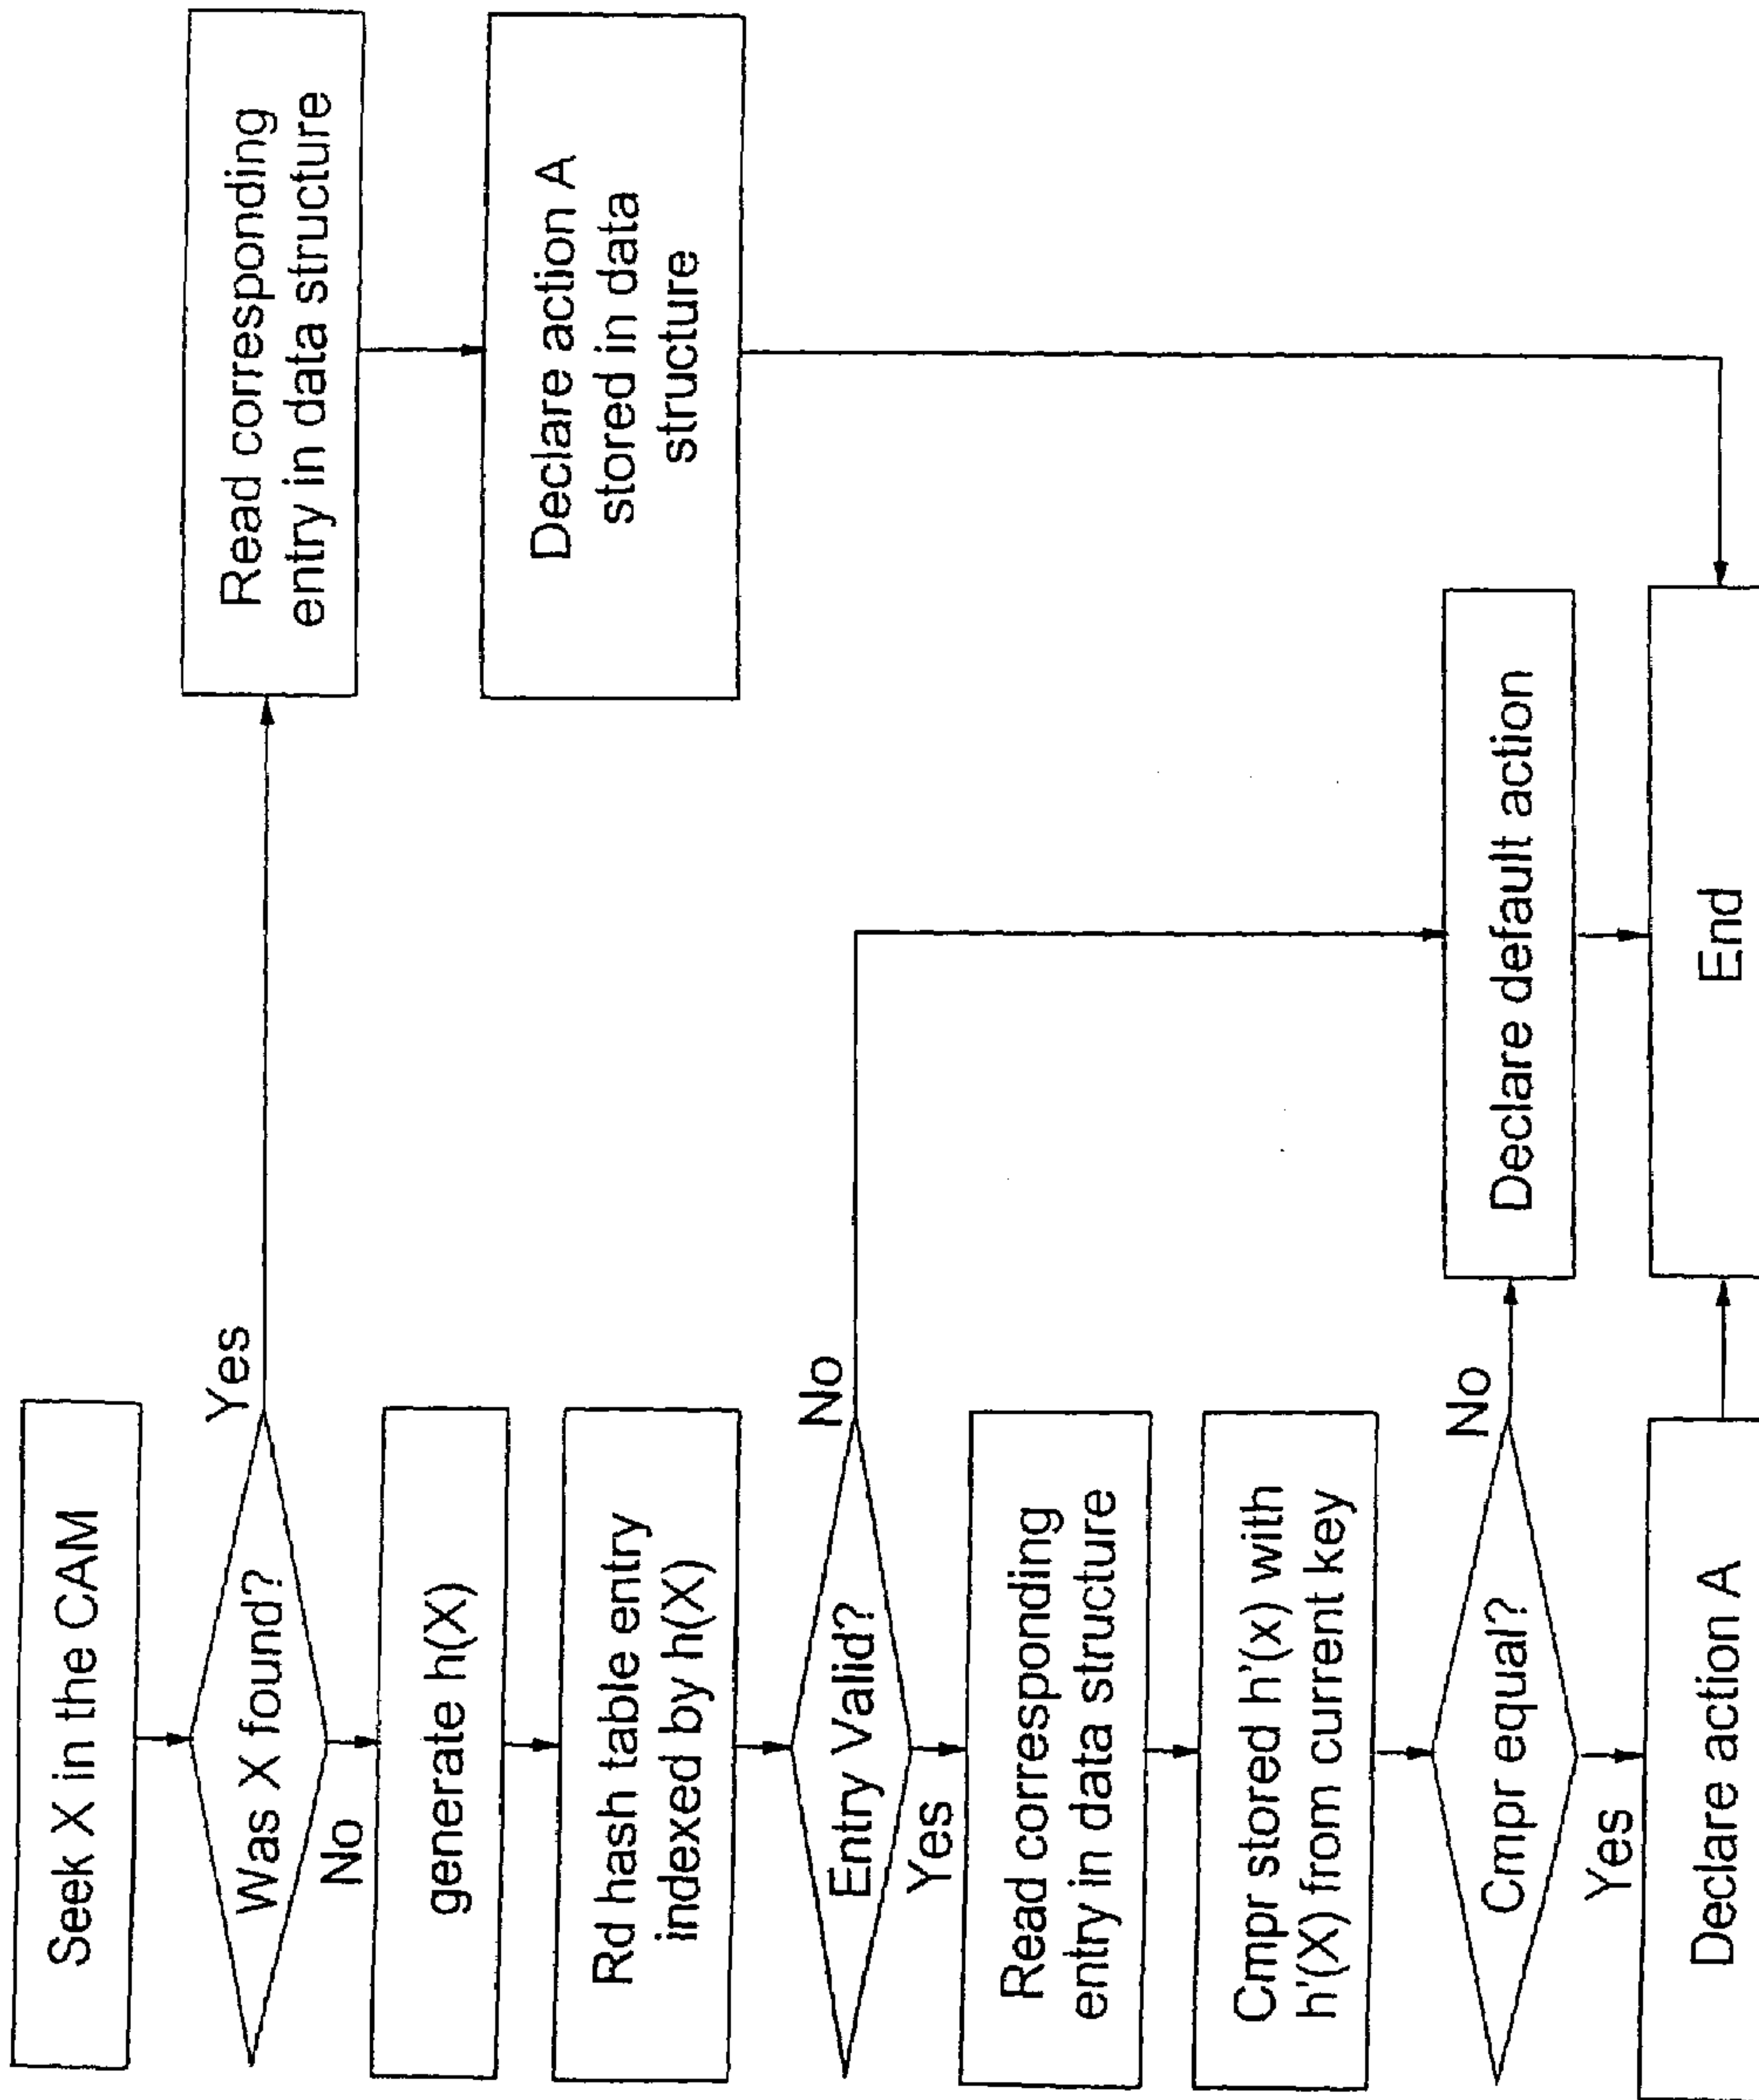 Seek X in the CAM
Was X found?
Yes
No
Read corresponding
entry in data structure
Declare action A
stored in data
structure
generate h(X)
Rd hash table entry
indexed by h(X)
Entry Valid?
No
Yes
Read corresponding
entry in data structure
Cmpr stored h'(x) with
h'(X) from current key
Cmpr equal?
No
Yes
Declare default action
Declare action A
End